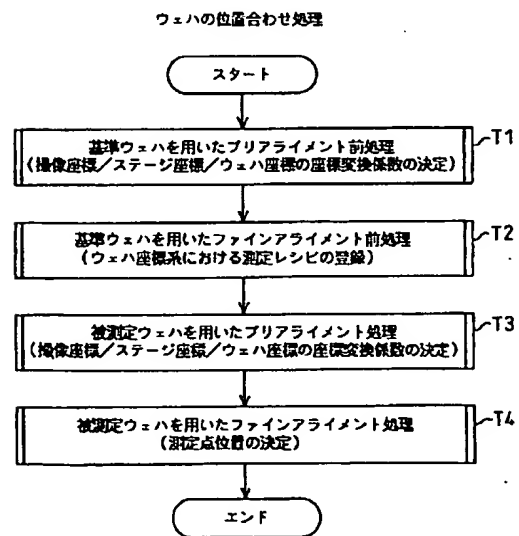 ウェハの位置合わせ処理
スタート
基準ウェハを用いたプリアライメント前処理
(撮像座標/ステージ座標/ウェハ座標の座標変換係数の決定)
T1
基準ウェハを用いたファインアライメント前処理
(ウェハ座標系における測定レシピの登録)
T2
被測定ウェハを用いたプリアライメント処理
(撮像座標/ステージ座標/ウェハ座標の座標変換係数の決定)
T3
被測定ウェハを用いたファインアライメント処理
(測定点位置の決定)
T4
エンド